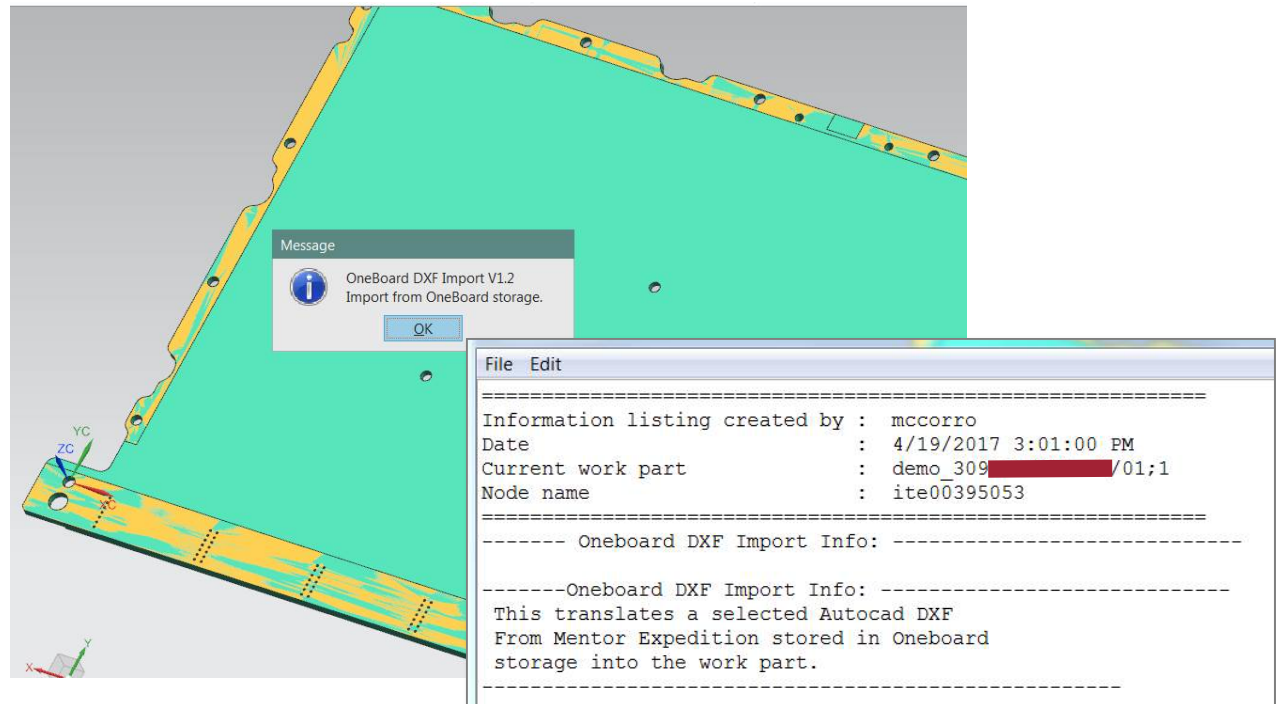 YC
ZC
XC
Y
X
Message
OneBoard DXF Import V1.2
Import from OneBoard storage.
OK
File Edit
============================================================
Information listing created by : mccorro
Date : 4/19/2017 3:01:00 PM
Current work part : demo_309 /01;1
Node name : ite00395053
============================================================
------- Oneboard DXF Import Info: -----------------------------
-------Oneboard DXF Import Info: -----------------------------
This translates a selected Autocad DXF
From Mentor Expedition stored in Oneboard
storage into the work part.
-----------------------------------------------------